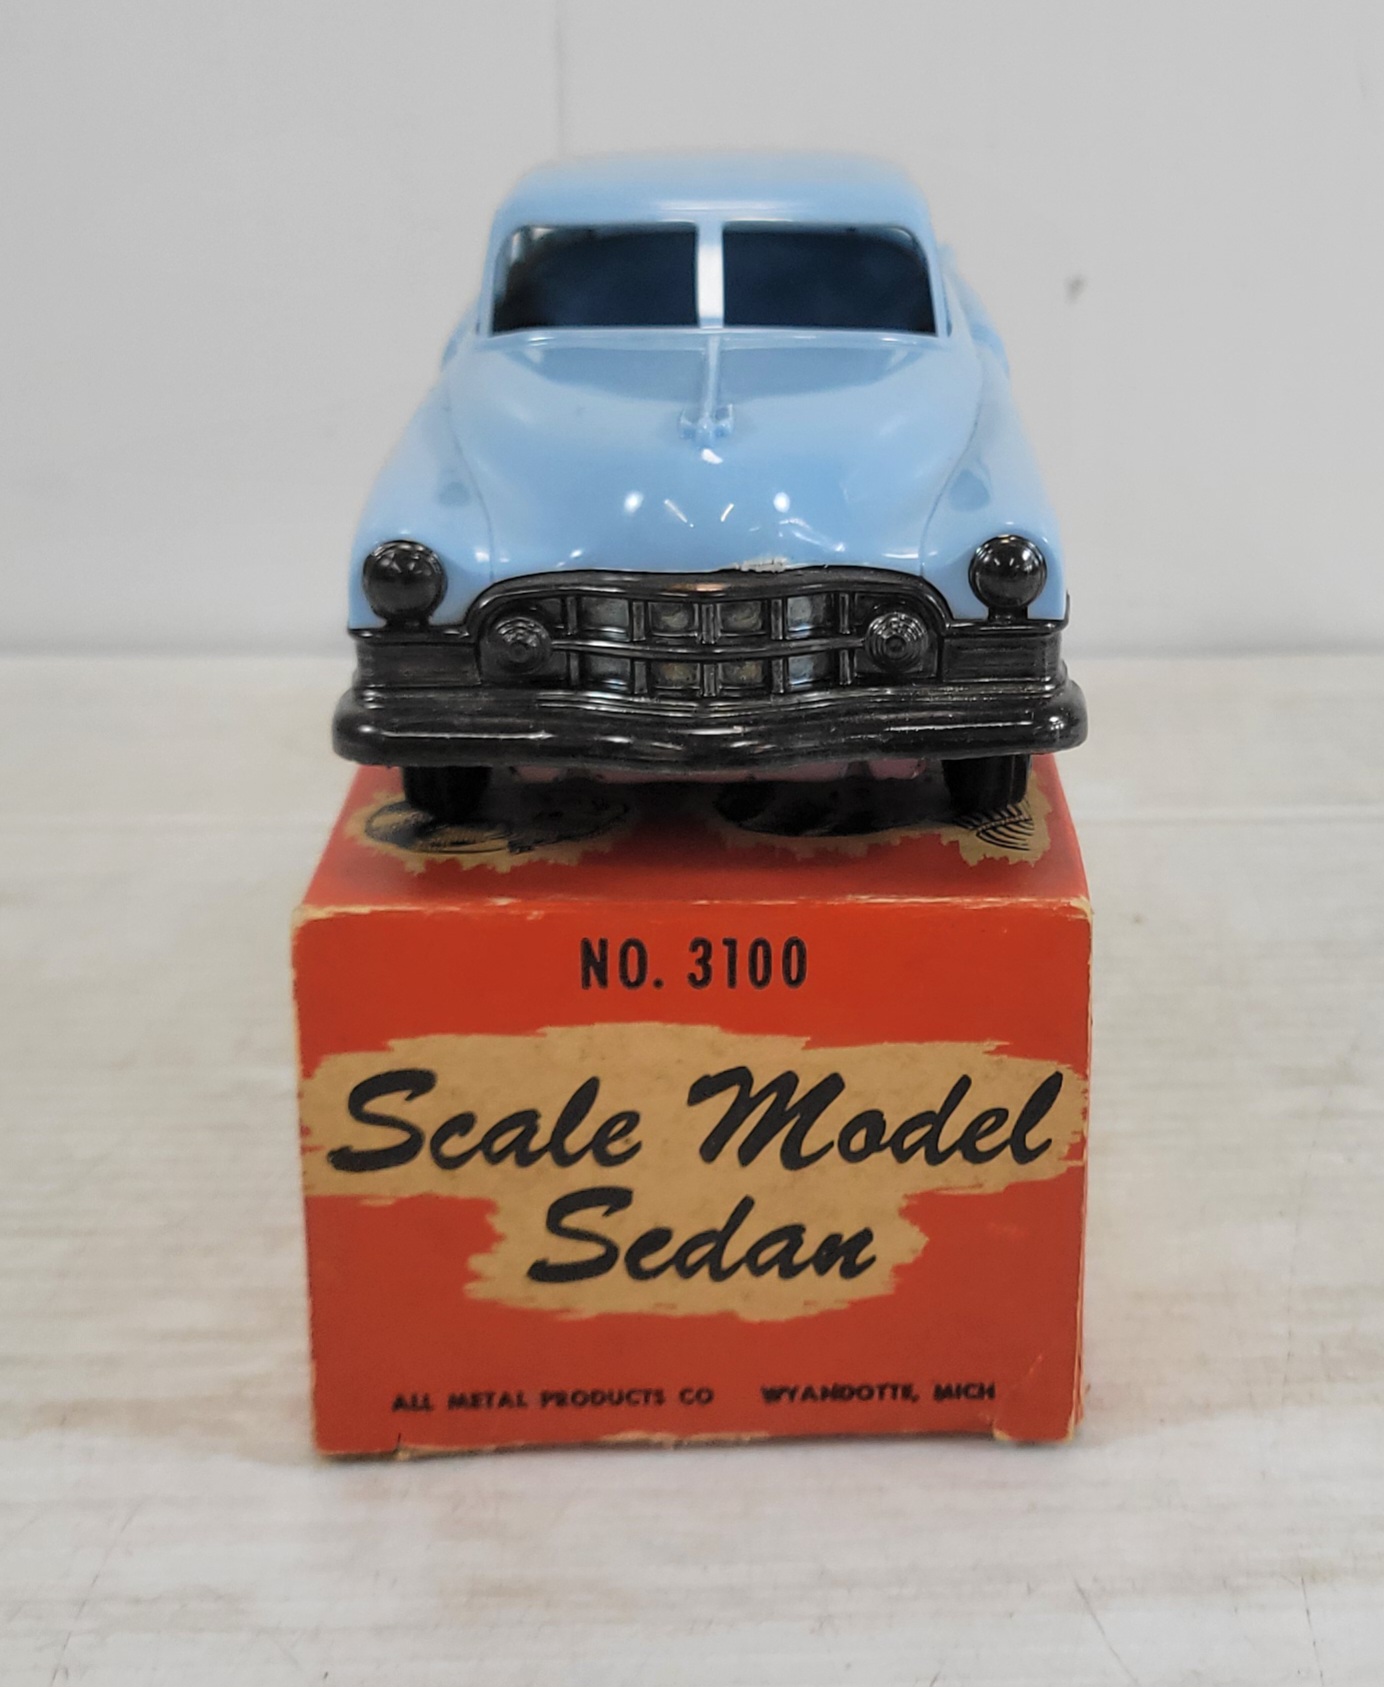 NO. 3100
Scale Model
Sedan
ALL METAL PRODUCTS CO WYANDOTTE, MICH